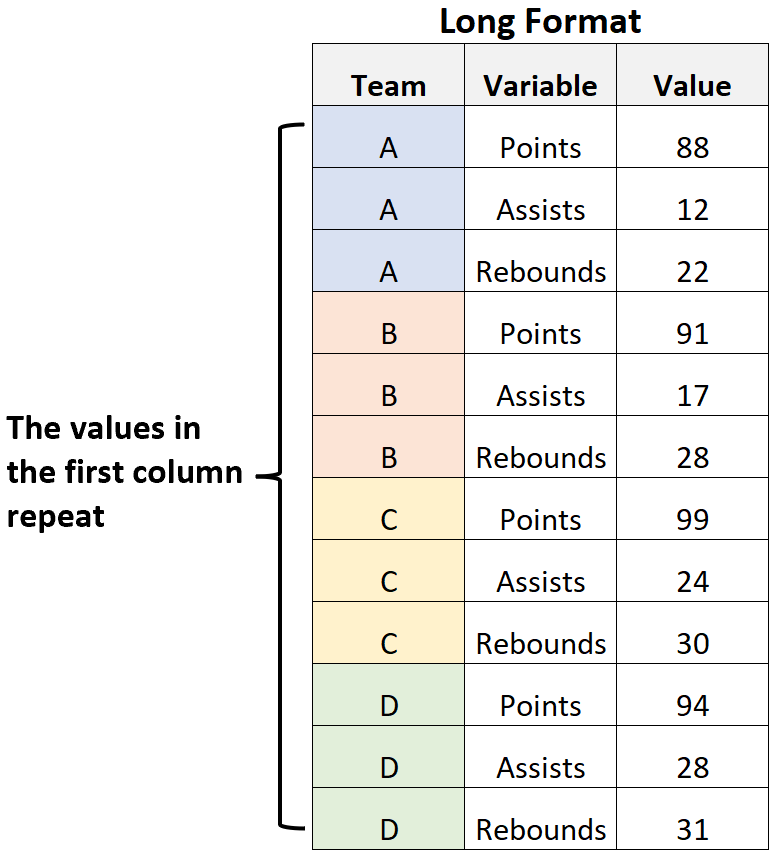 Long Format
Team Variable Value
A Points 88
A Assists 12
A Rebounds 22
B Points 91
B Assists 17
B Rebounds 28
C Points 99
C Assists 24
C Rebounds 30
D Points 94
D Assists 28
D Rebounds 31
The values in
the first column
repeat